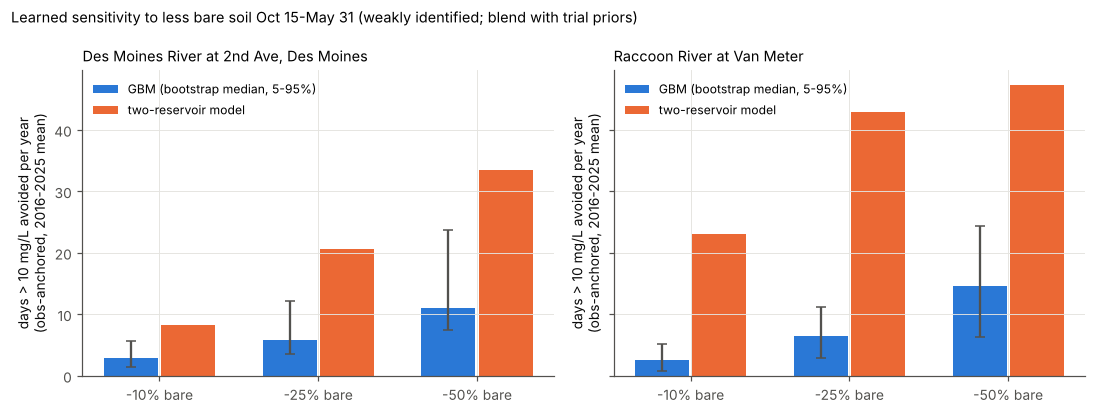 Learned sensitivity to less bare soil Oct 15-May 31 (weakly identified; blend with trial priors)
Des Moines River at 2nd Ave, Des Moines
GBM (bootstrap median, 5-95%)
two-reservoir model
days > 10 mg/L avoided per year
(obs-anchored, 2016-2025 mean)
40
30
20
10
0
-10% bare
-25% bare
-50% bare
Raccoon River at Van Meter
GBM (bootstrap median, 5-95%)
two-reservoir model
days > 10 mg/L avoided per year
(obs-anchored, 2016-2025 mean)
-10% bare
-25% bare
-50% bare